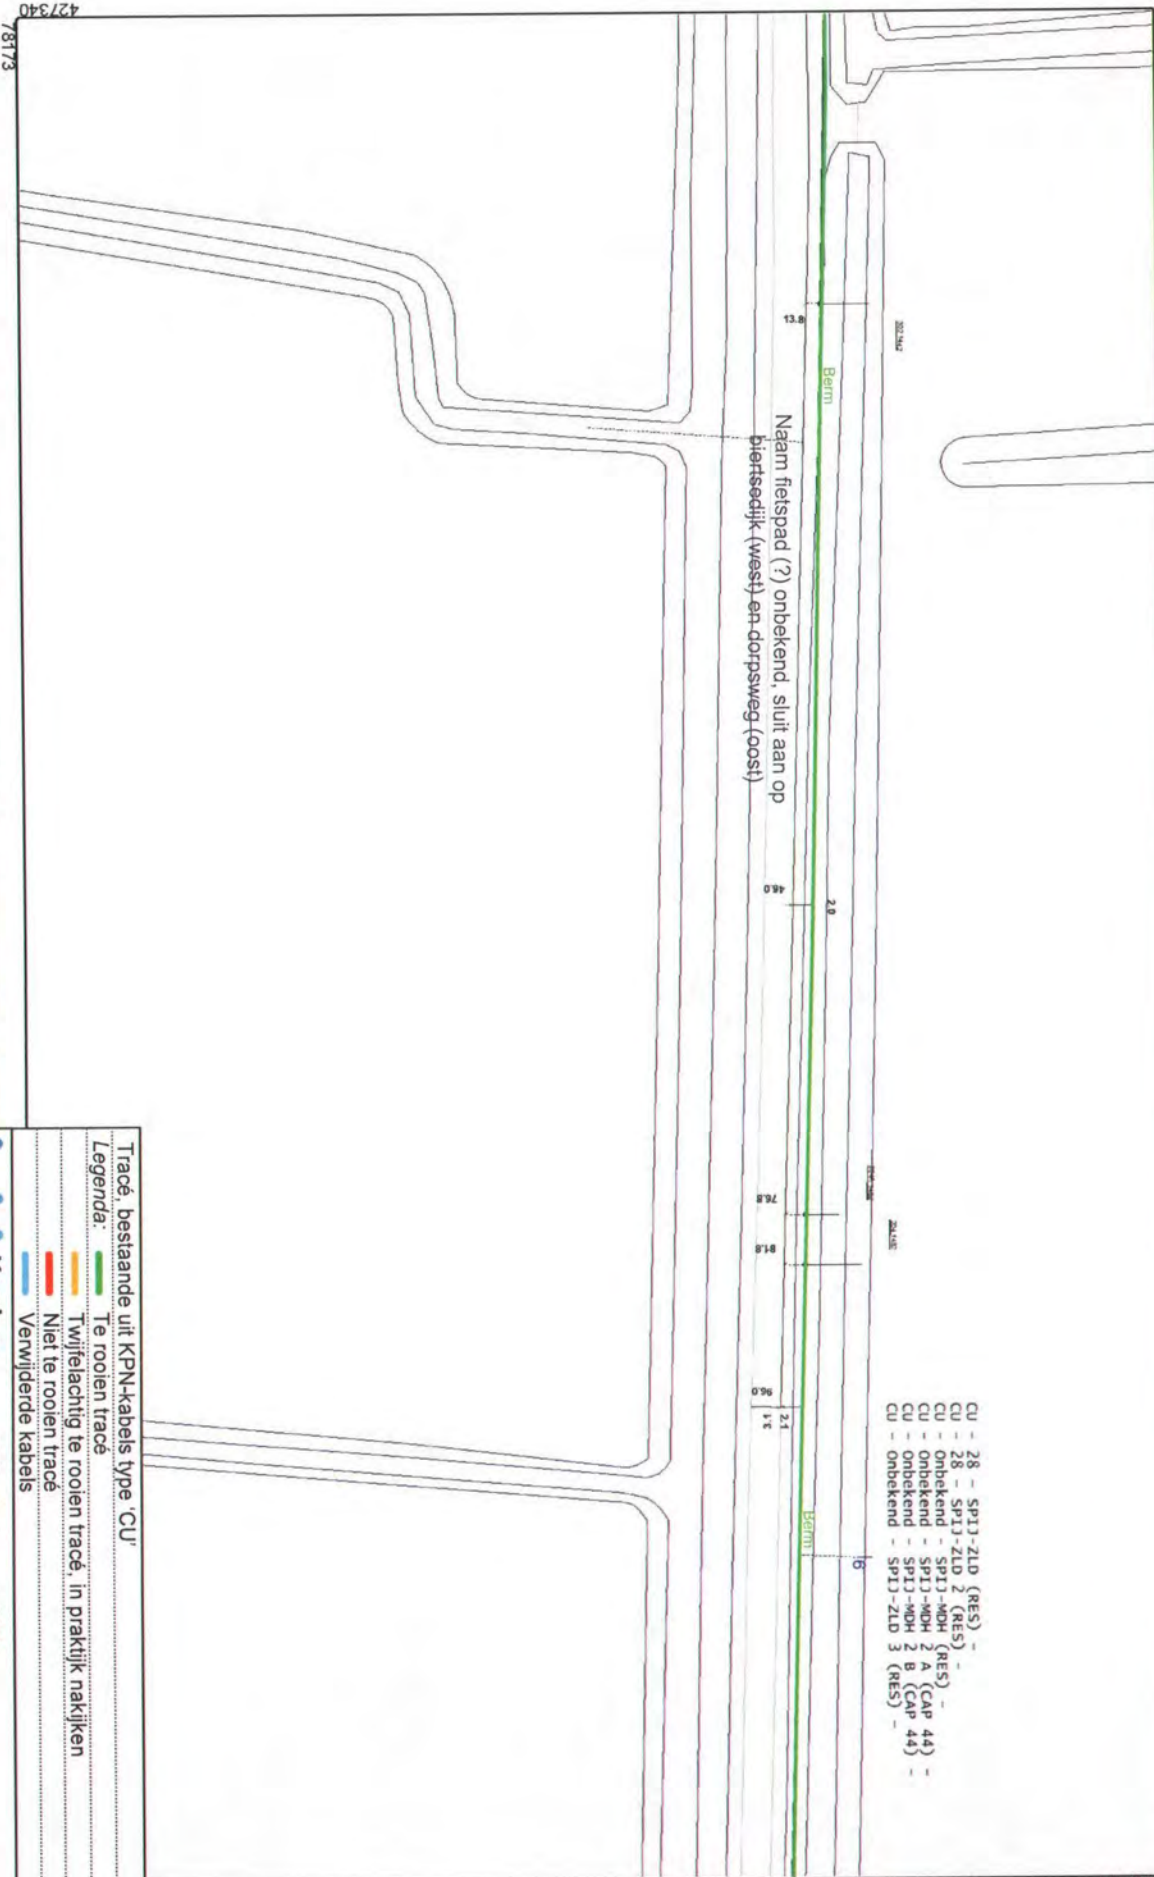 CU - 28 - SPIJ-ZLD (RES) -
CU - 28 - SPIJ-ZLD 2 (RES) -
CU - Onbekend - SPIJ-MDH (RES) -
CU - Onbekend - SPIJ-MDH 2 A (CAP 44) -
CU - Onbekend - SPIJ-MDH 2 B (CAP 44) -
CU - Onbekend - SPIJ-ZLD 3 (RES) -
6
Berm
2.0
Berm
13.8
Naam fietspad (?) onbekend, sluit aan op
biertsedijk (west) en dorpsweg (oost)
46.0
76.8
81.8
96.0
2.1
3.1
Tracé, bestaande uit KPN-kabels type 'CU'
Legenda:
Te rooien tracé
Twijfelachtig te rooien tracé, in praktijk nakijken
Niet te rooien tracé
Verwijderde kabels
427340
78173